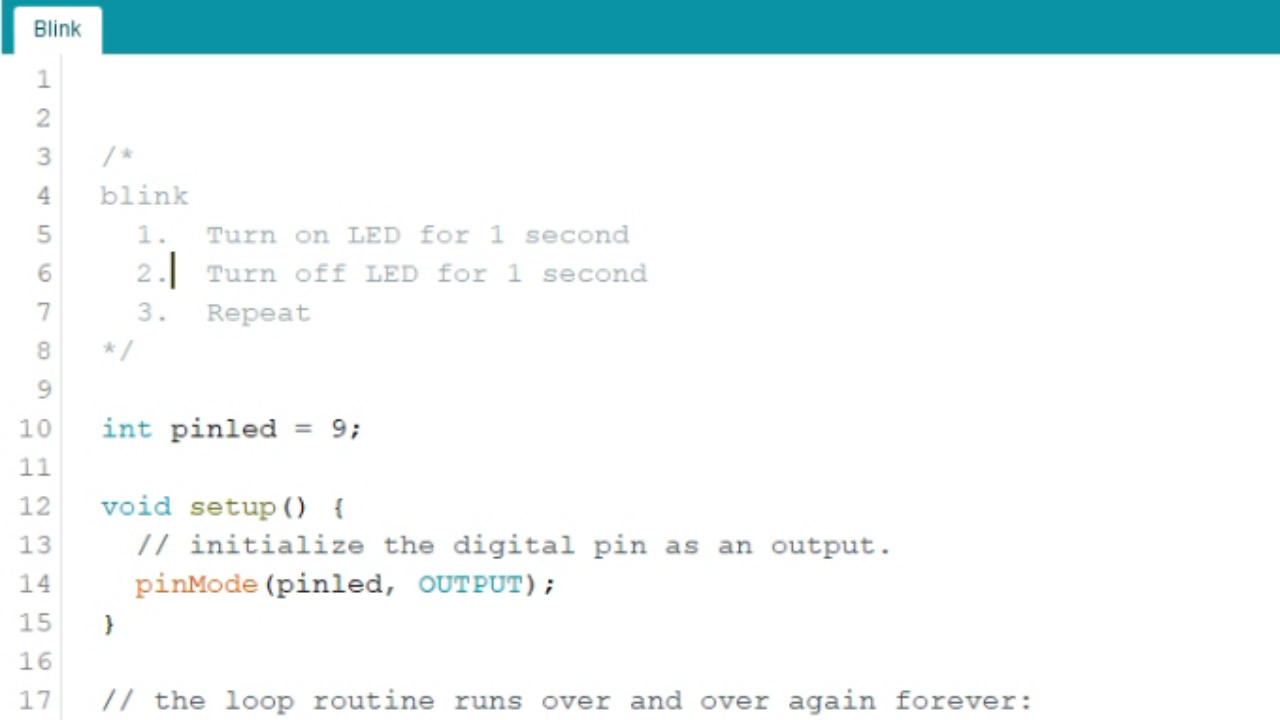 Blink
1
2
3 /*
4 blink
5 1. Turn on LED for 1 second
6 2. Turn off LED for 1 second
7 3. Repeat
8 */
9
10 int pinled = 9;
11
12 void setup() {
13 // initialize the digital pin as an output.
14 pinMode(pinled, OUTPUT);
15 }
16
17 // the loop routine runs over and over again forever: